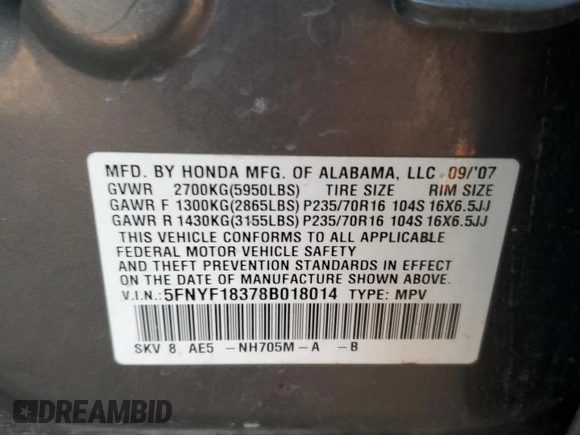 MFD. BY HONDA MFG. OF ALABAMA, LLC 09/'07
GVWR 2700KG(5950LBS) TIRE SIZE RIM SIZE
GAWR F 1300KG(2865LBS) P235/70R16 104S 16X6.5JJ
GAWR R 1430KG(3155LBS) P235/70R16 104S 16X6.5JJ
THIS VEHICLE CONFORMS TO ALL APPLICABLE
FEDERAL MOTOR VEHICLE SAFETY
AND THEFT PREVENTION STANDARDS IN EFFECT
ON THE DATE OF MANUFACTURE SHOWN ABOVE.
V.I.N.: 5FNYF18378B018014 TYPE: MPV
SKV 8 AE5 -NH705M-A -B
DREAMBID